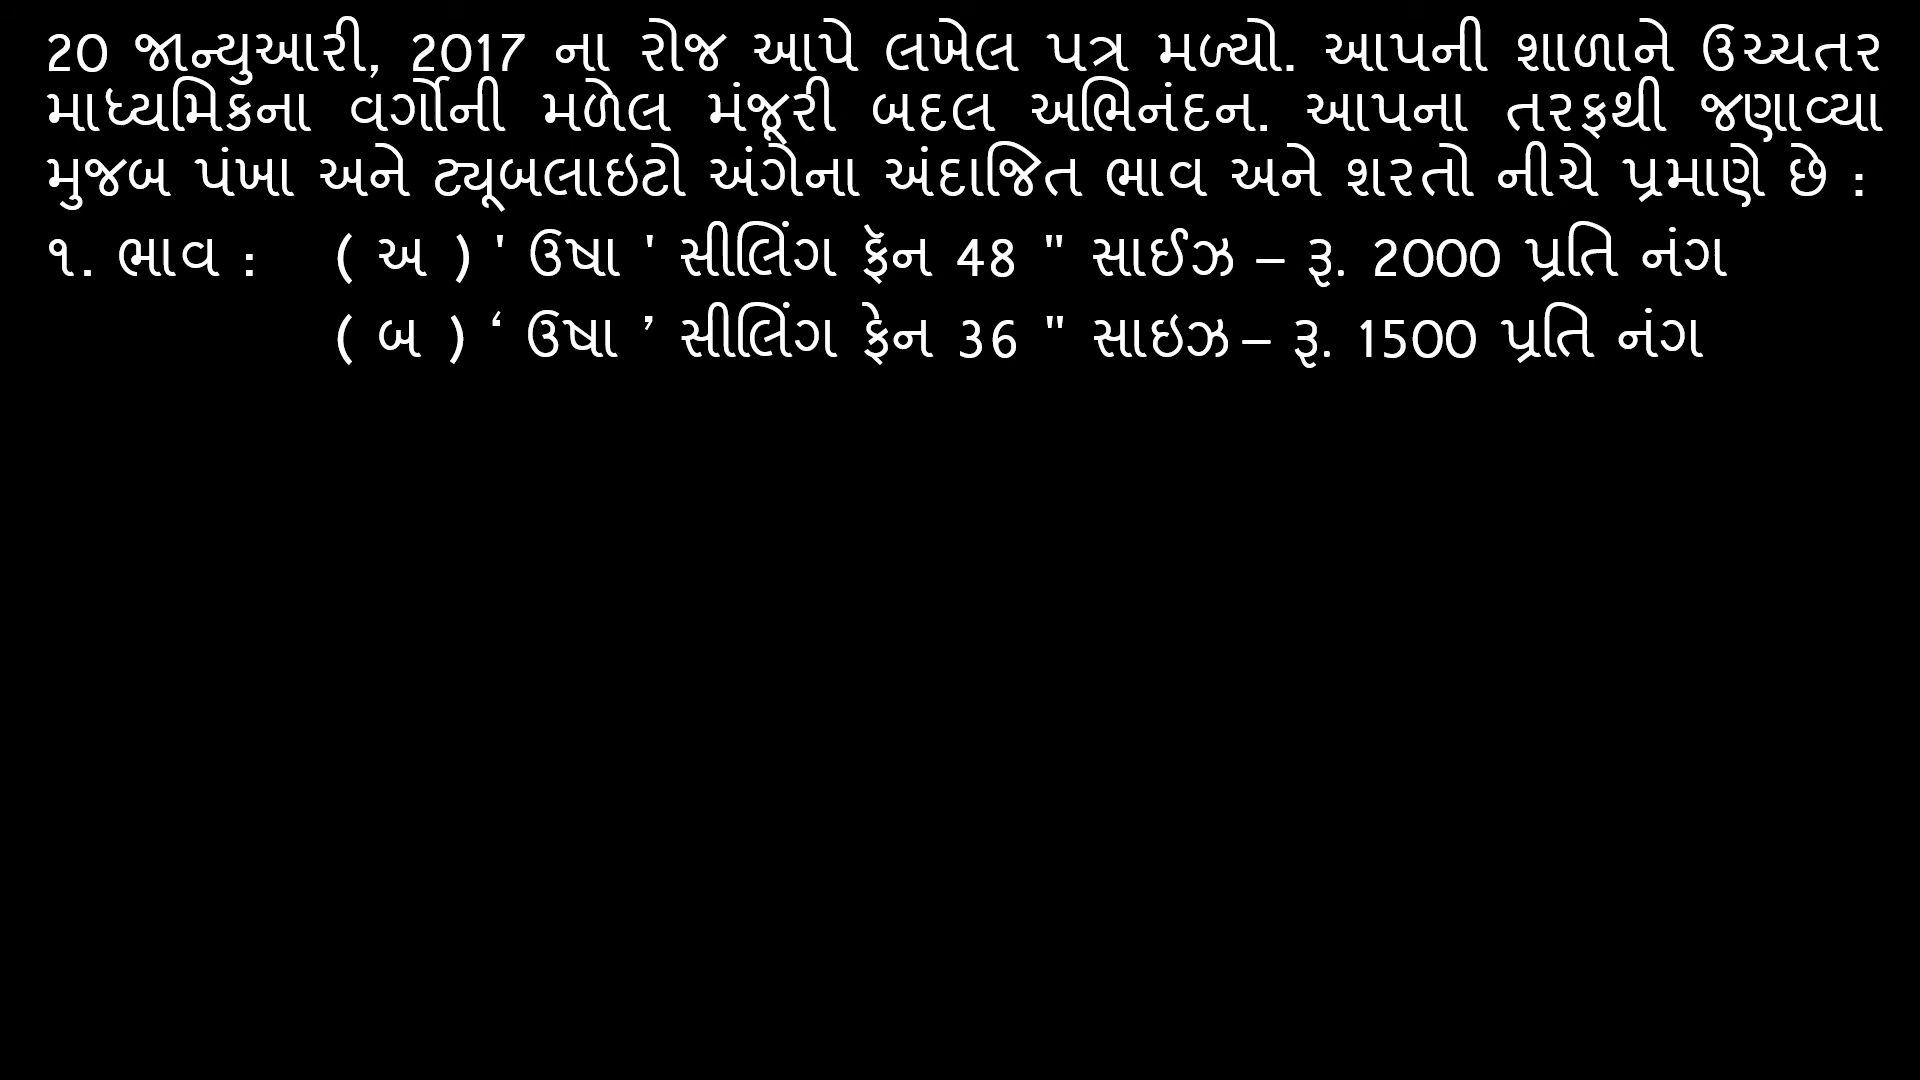 20 જાન્યુઆરી, 2017 ના રોજ આપે લખેલ પત્ર મળ્યો. આપની શાળાને ઉચ્ચતર
માધ્યમિકના વર્ગોની મળેલ મંજૂરી બદલ અભિનંદન. આપના તરફથી જણાવ્યા
મુજબ પંખા અને ટ્યૂબલાઇટો અંગેના અંદાજિત ભાવ અને શરતો નીચે પ્રમાણે છે :
૧. ભાવ : ( અ ) ' ઉષા ' સીલિંગ ફૅન 48 " સાઈઝ – રૂ. 2000 પ્રતિ નંગ
( બ ) ‘ ઉષા ’ સીલિંગ ફેન 36 " સાઇઝ – રૂ. 1500 પ્રતિ નંગ